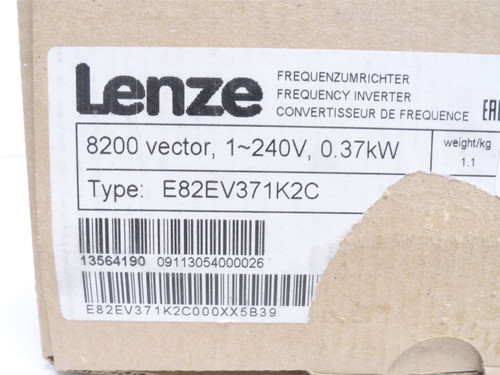 Lenze
FREQUENZUMRICHTER
FREQUENCY INVERTER
CONVERTISSEUR DE FREQUENCE
EAC
8200 vector, 1~240V, 0.37kW
weight/kg
1.1
Type: E82EV371K2C
13564190 09113054000026
E82EV371K2C000XX5B39